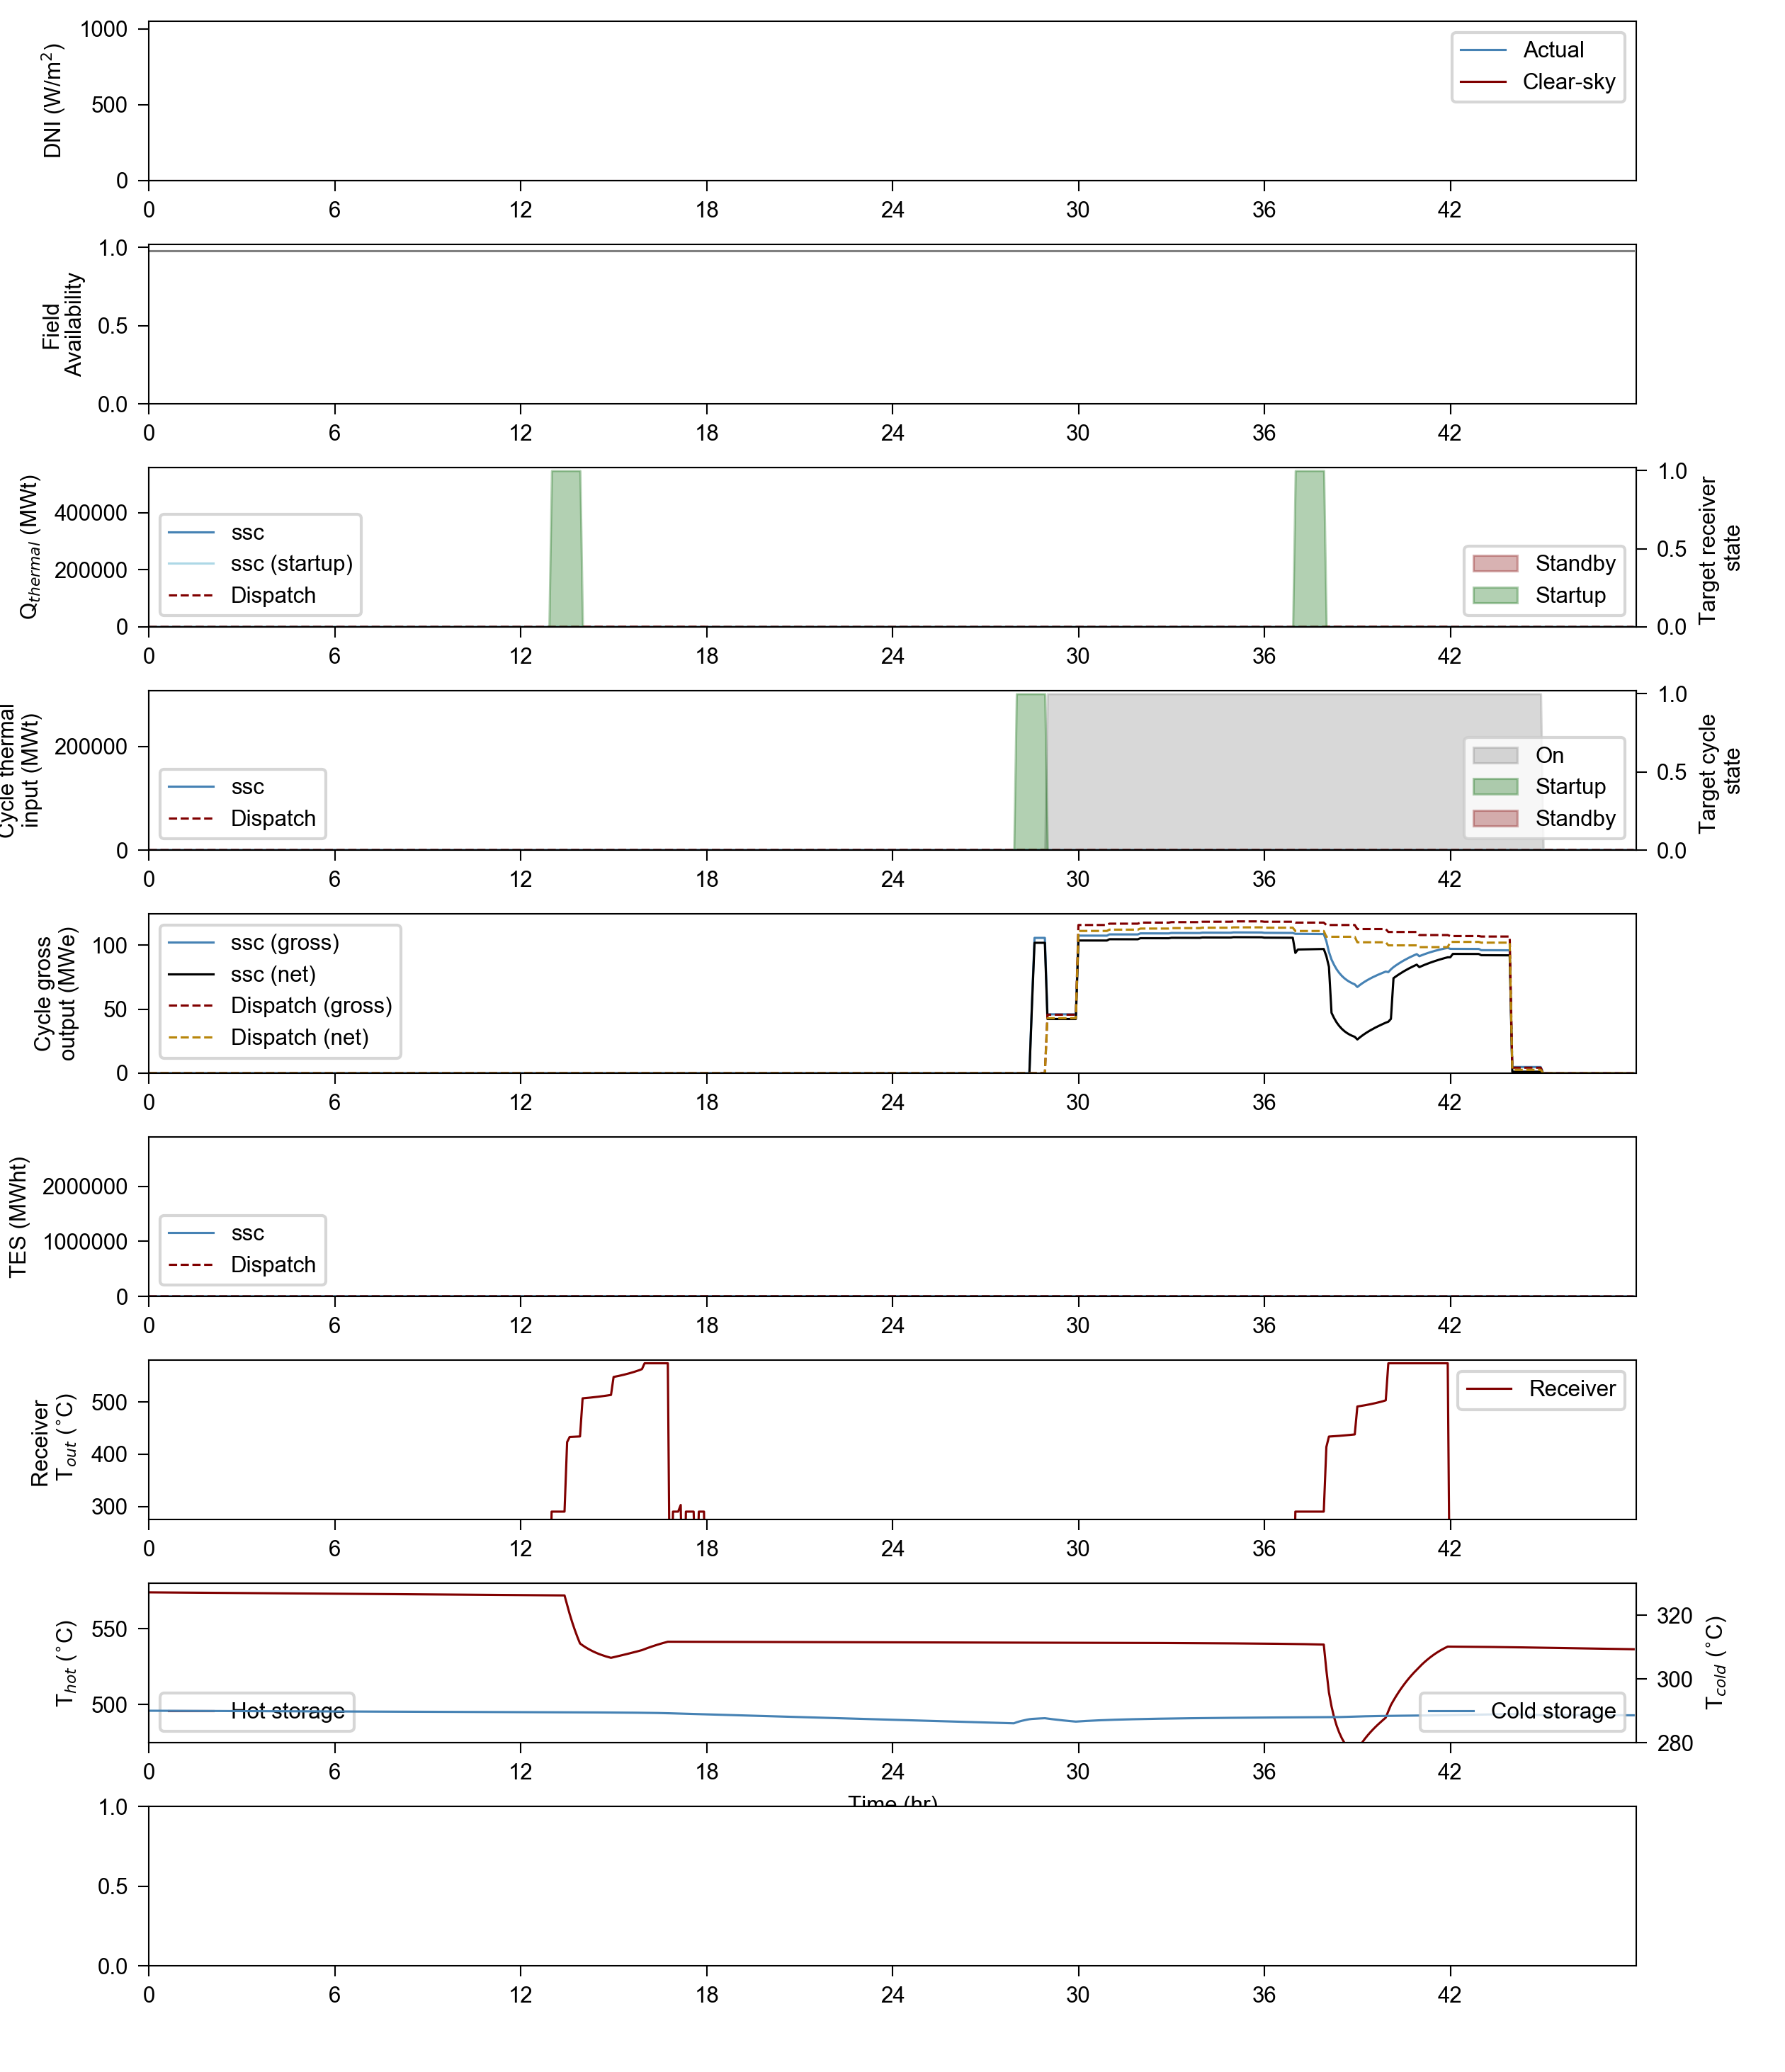 DNI (W/m²)
1000
500
0
Actual
Clear-sky
0 6 12 18 24 30 36 42
Field
Availability
1.0
0.5
0.0
0 6 12 18 24 30 36 42
Qthermal (MWt)
400000
200000
0
ssc
ssc (startup)
Dispatch
Standby
Startup
1.0
0.5
0.0
Target receiver
state
0 6 12 18 24 30 36 42
Cycle thermal
input (MWt)
200000
0
ssc
Dispatch
On
Startup
Standby
1.0
0.5
0.0
Target cycle
state
0 6 12 18 24 30 36 42
Cycle gross
output (MWe)
100
50
0
ssc (gross)
ssc (net)
Dispatch (gross)
Dispatch (net)
0 6 12 18 24 30 36 42
TES (MWht)
2000000
1000000
0
ssc
Dispatch
0 6 12 18 24 30 36 42
Receiver
Tout (°C)
500
400
300
Receiver
0 6 12 18 24 30 36 42
Thot (°C)
550
500
Hot storage
Cold storage
320
300
280
Tcold (°C)
0 6 12 18 24 30 36 42
Time (hr)
1.0
0.5
0.0
0 6 12 18 24 30 36 42